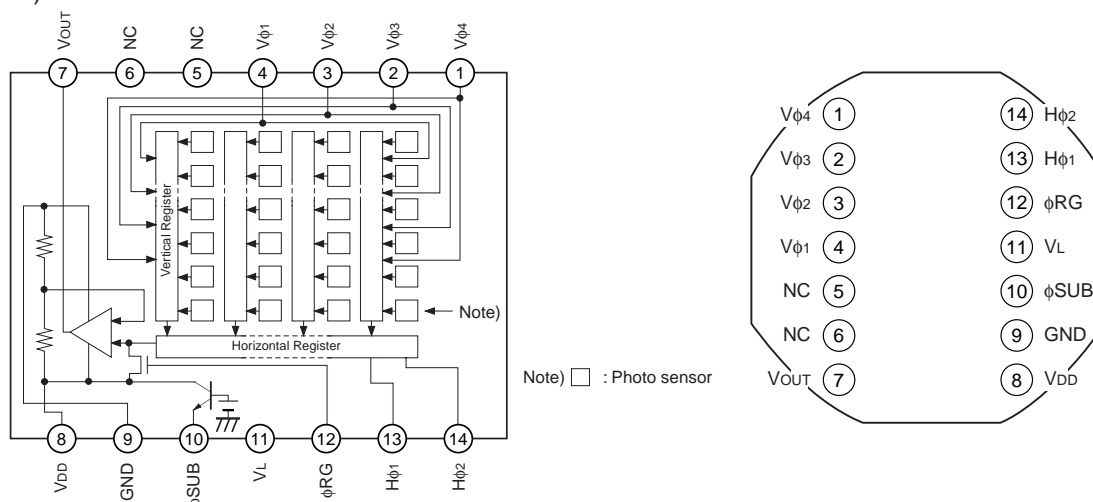 )
VOUT NC NC Vϕ1 Vϕ2 Vϕ3 Vϕ4
7 6 5 4 3 2 1
Vertical Register
Note)
Horizontal Register
8 9 10 11 12 13 14
VDD GND ϕSUB VL ϕRG Hϕ1 Hϕ2
Note) □ : Photo sensor
Vϕ4 1 14 Hϕ2
Vϕ3 2 13 Hϕ1
Vϕ2 3 12 ϕRG
Vϕ1 4 11 VL
NC 5 10 ϕSUB
NC 6 9 GND
VOUT 7 8 VDD